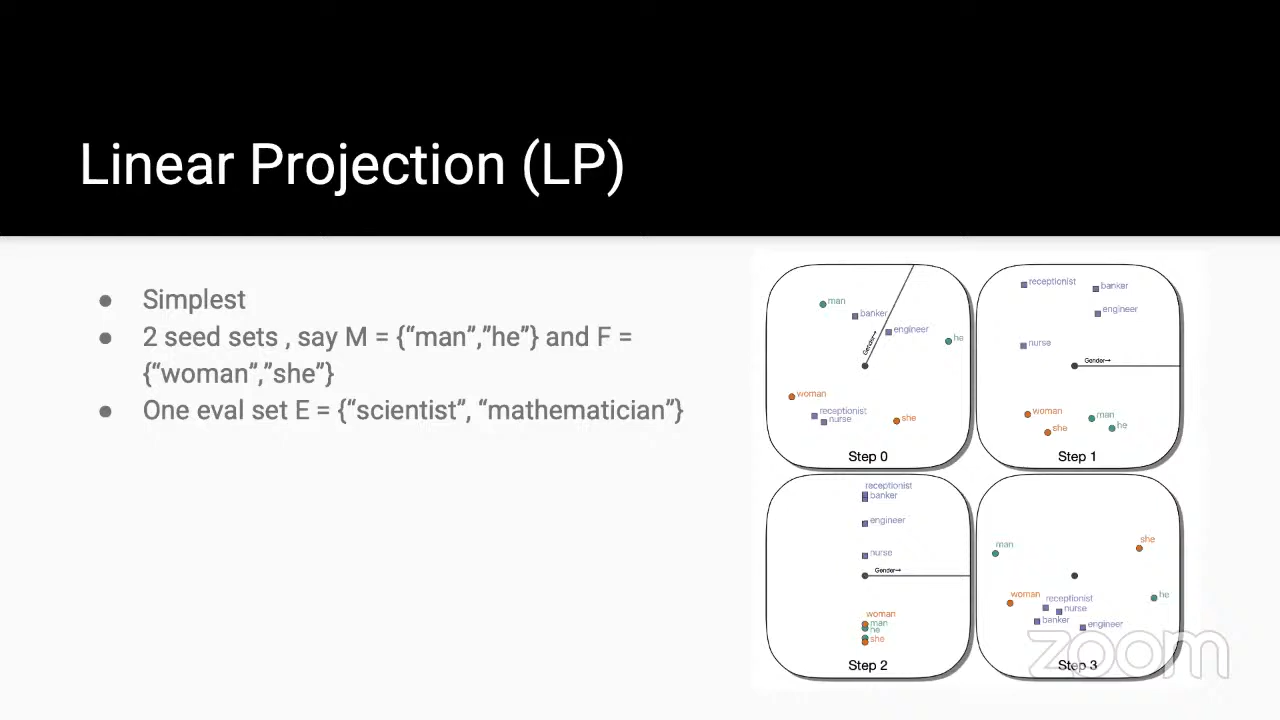 Linear Projection (LP)
● Simplest
● 2 seed sets , say M = {“man”,”he”} and F =
{“woman”,”she”}
● One eval set E = {“scientist”, “mathematician”}
man
banker
engineer
Gender→
he
woman
receptionist
nurse
she
Step 0
receptionist
banker
engineer
nurse
Gender→
woman
man
she
he
Step 1
receptionist
banker
engineer
nurse
Gender→
woman
man
he
she
Step 2
she
man
woman
receptionist
he
nurse
banker
engineer
Step 3
zoom